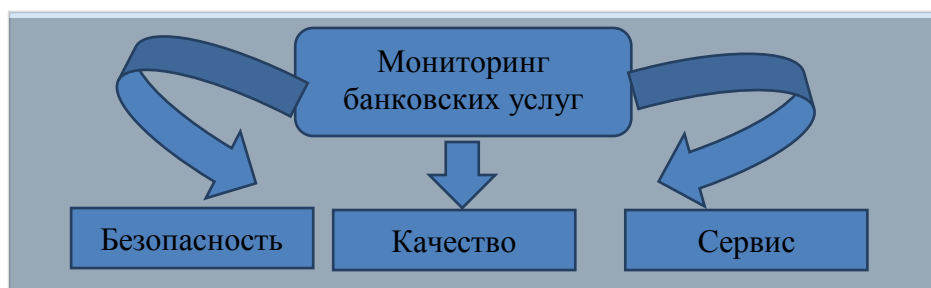 Мониторинг
банковских услуг
Безопасность
Качество
Сервис